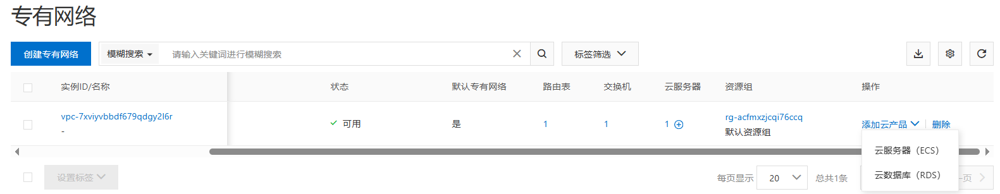 专有网络
创建专有网络 模糊搜索 请输入关键词进行模糊搜索 标签筛选
实例ID/名称 状态 默认专有网络 路由表 交换机 云服务器 资源组 操作
vpc-7xviyvbbdf679qdgy2l6r 可用 是 1 1 1 rg-acfmxzjcqi76ccq 添加云产品 删除
- 默认资源组
云服务器（ECS）
设置标签 每页显示 20 总共1条 一页
云数据库（RDS）